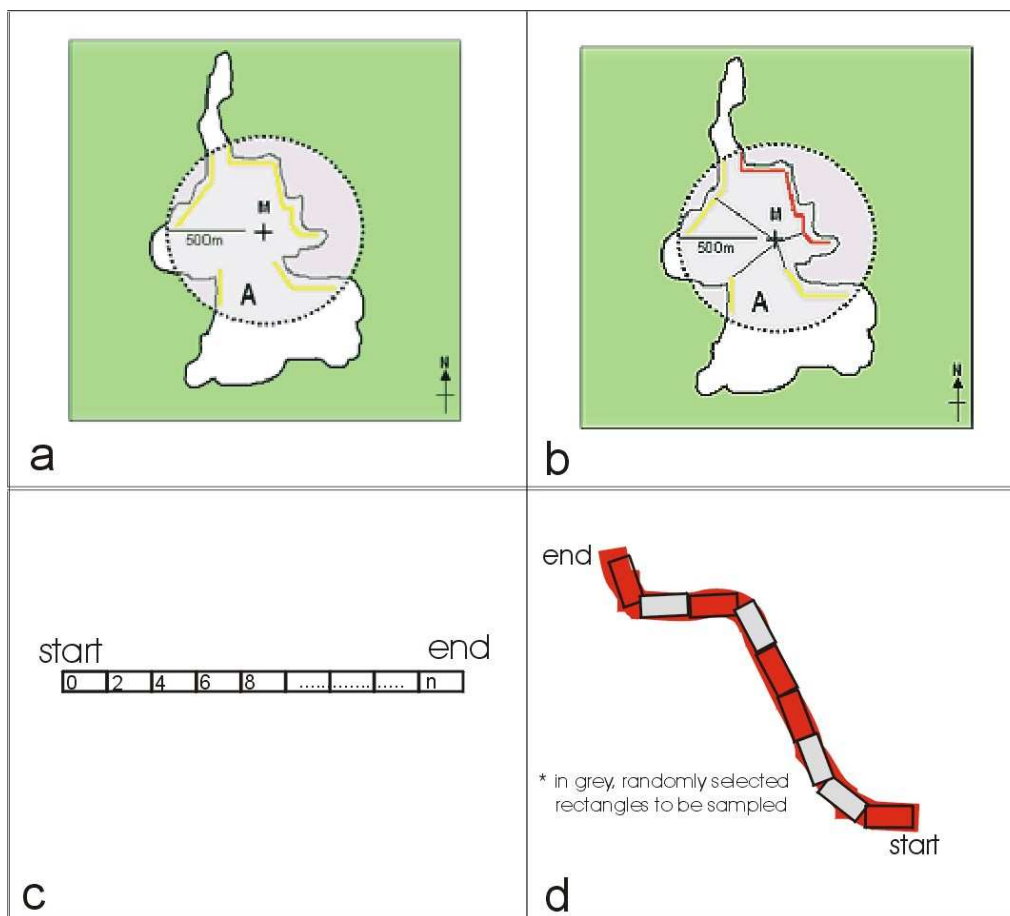 M
500m
A
N
a
M
500m
A
N
b
start end
0 2 4 6 8 .................. n
c
end
* in grey, randomly selected
rectangles to be sampled
start
d